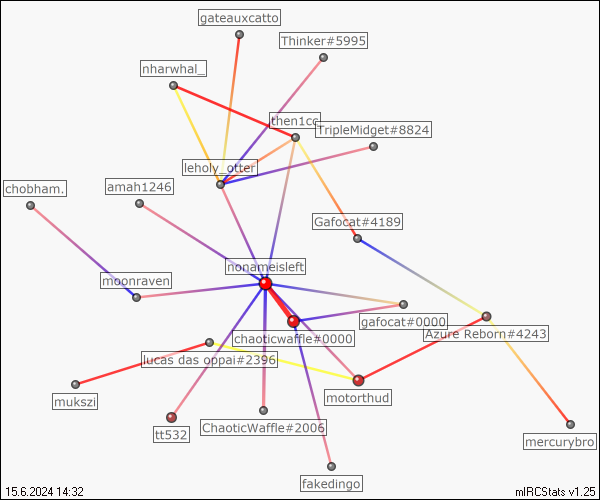 gateauxcatto
Thinker#5995
nharwhal_
then1cc
TripleMidget#8824
leholy_otter
chobham.
amah1246
Gafocat#4189
nonameisleft
moonraven
gafocat#0000
Azure Reborn#4243
chaoticwaffle#0000
lucas das oppai#2396
motorthud
mukszi
tt532
ChaoticWaffle#2006
mercurybro
fakedingo
15.6.2024 14:32
mIRCStats v1.25